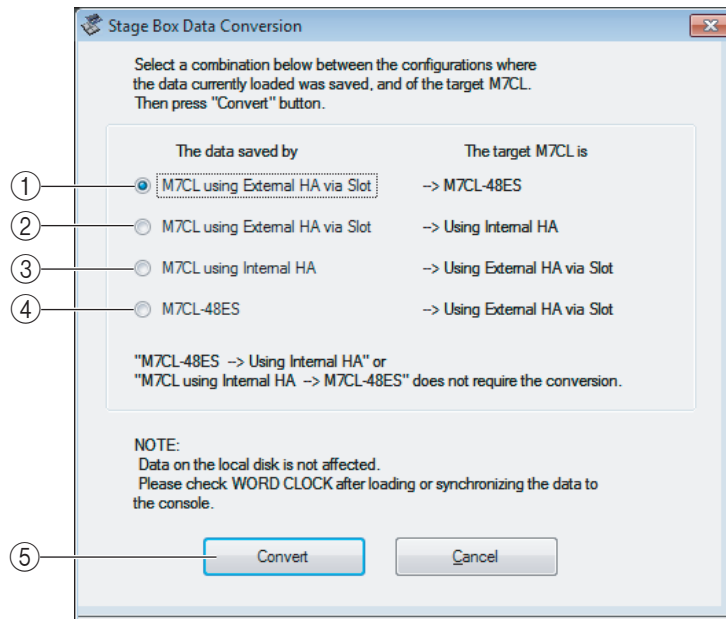 Stage Box Data Conversion
Select a combination below between the configurations where
the data currently loaded was saved, and of the target M7CL.
Then press "Convert" button.
The data saved by The target M7CL is
① M7CL using External HA via Slot --> M7CL-48ES
② M7CL using External HA via Slot --> Using Internal HA
③ M7CL using Internal HA --> Using External HA via Slot
④ M7CL-48ES --> Using External HA via Slot
"M7CL-48ES --> Using Internal HA" or
"M7CL using Internal HA --> M7CL-48ES" does not require the conversion.
NOTE:
Data on the local disk is not affected.
Please check WORD CLOCK after loading or synchronizing the data to
the console.
⑤ Convert Cancel